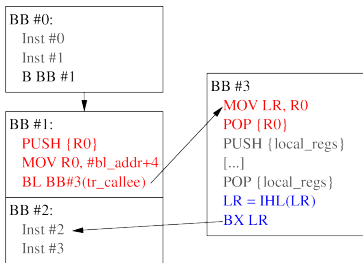 BB #0:
Inst #0
Inst #1
B BB #1
BB #1:
PUSH {R0}
MOV R0, #bl_addr+4
BL BB#3(tr_callee)
BB #2:
Inst #2
Inst #3
BB #3
MOV LR, R0
POP {R0}
PUSH {local_regs}
[...]
POP {local_regs}
LR = IHL(LR)
BX LR